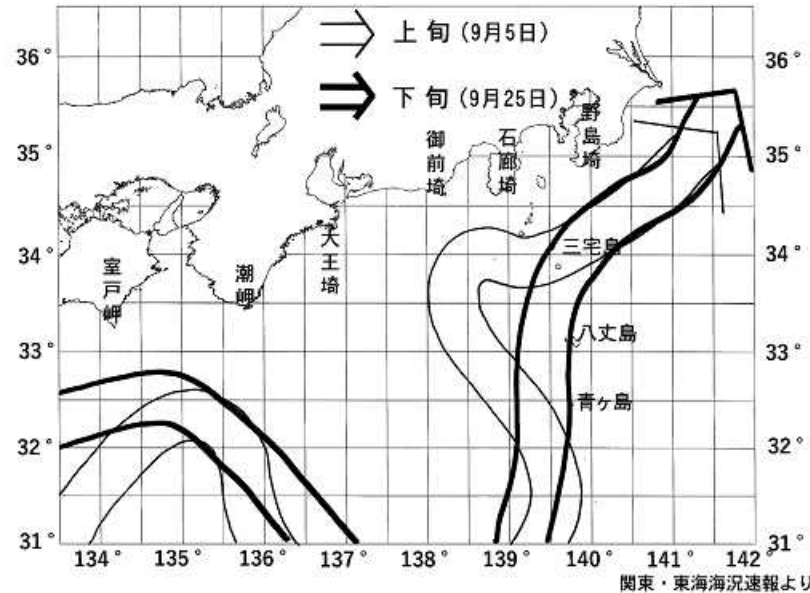 上旬(9月5日)
下旬(9月25日)
36°
35°
34°
33°
32°
31°
36°
35°
34°
33°
32°
31°
野島埼
石廊埼
御前埼
大王埼
潮岬
室戸岬
三宅島
八丈島
青ヶ島
134° 135° 136° 137° 138° 139° 140° 141° 142°
関東・東海海況速報より